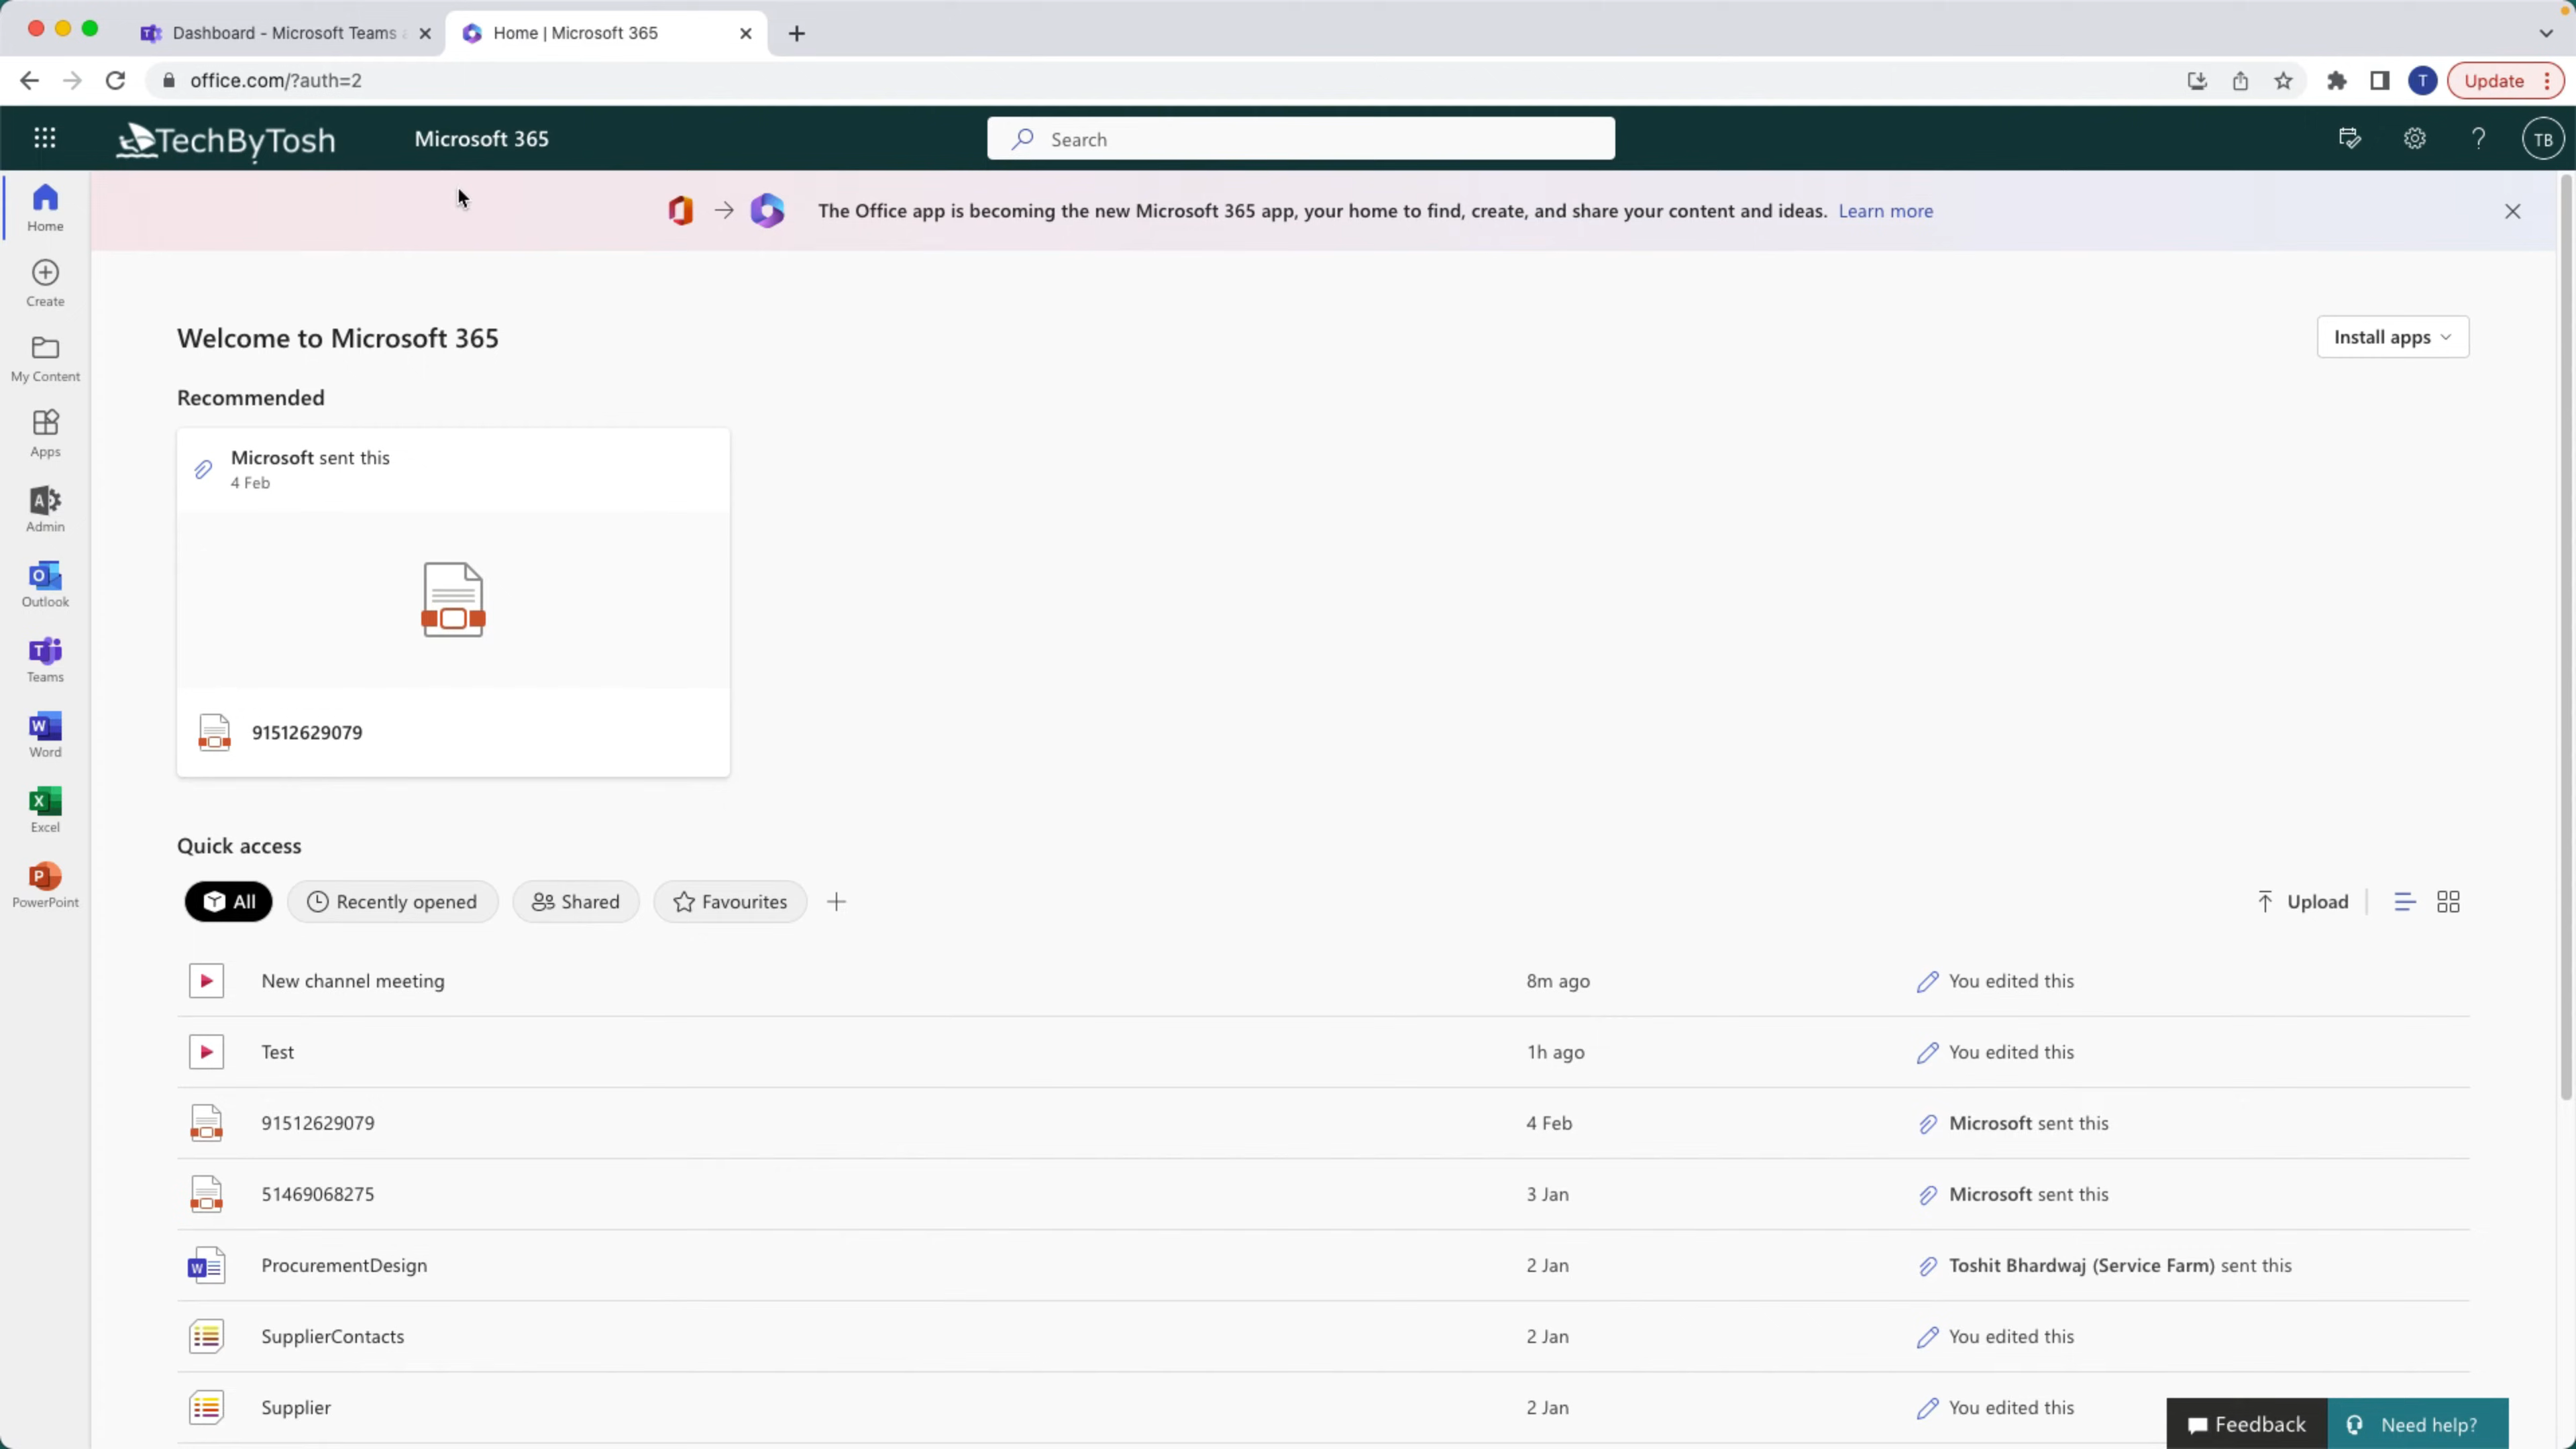 Dashboard - Microsoft Teams
Home | Microsoft 365
office.com/?auth=2
T
Update
TechByTosh
Microsoft 365
Search
?
TB
Home
Create
My Content
Apps
Admin
Outlook
Teams
Word
Excel
PowerPoint
The Office app is becoming the new Microsoft 365 app, your home to find, create, and share your content and ideas. Learn more
Welcome to Microsoft 365
Install apps
Recommended
Microsoft sent this
4 Feb
91512629079
Quick access
All
Recently opened
Shared
Favourites
Upload
New channel meeting 8m ago You edited this
Test 1h ago You edited this
91512629079 4 Feb Microsoft sent this
51469068275 3 Jan Microsoft sent this
ProcurementDesign 2 Jan Toshit Bhardwaj (Service Farm) sent this
SupplierContacts 2 Jan You edited this
Supplier 2 Jan You edited this
Feedback
Need help?